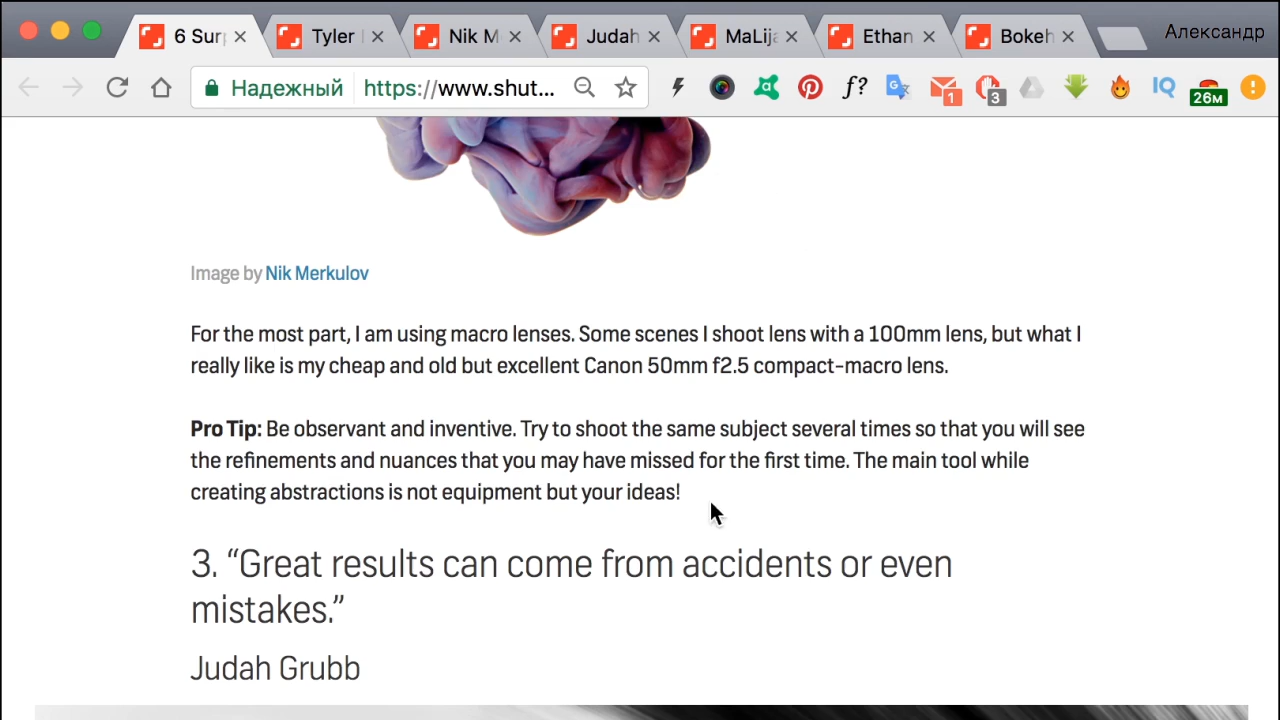 6 Surp
Tyler
Nik M
Judah
MaLija
Ethan
Bokeh
Александр
Надежный
https://www.shut...
f?
1
3
IQ
26м
Image by Nik Merkulov
For the most part, I am using macro lenses. Some scenes I shoot lens with a 100mm lens, but what I
really like is my cheap and old but excellent Canon 50mm f2.5 compact-macro lens.
Pro Tip: Be observant and inventive. Try to shoot the same subject several times so that you will see
the refinements and nuances that you may have missed for the first time. The main tool while
creating abstractions is not equipment but your ideas!
3. “Great results can come from accidents or even
mistakes.”
Judah Grubb